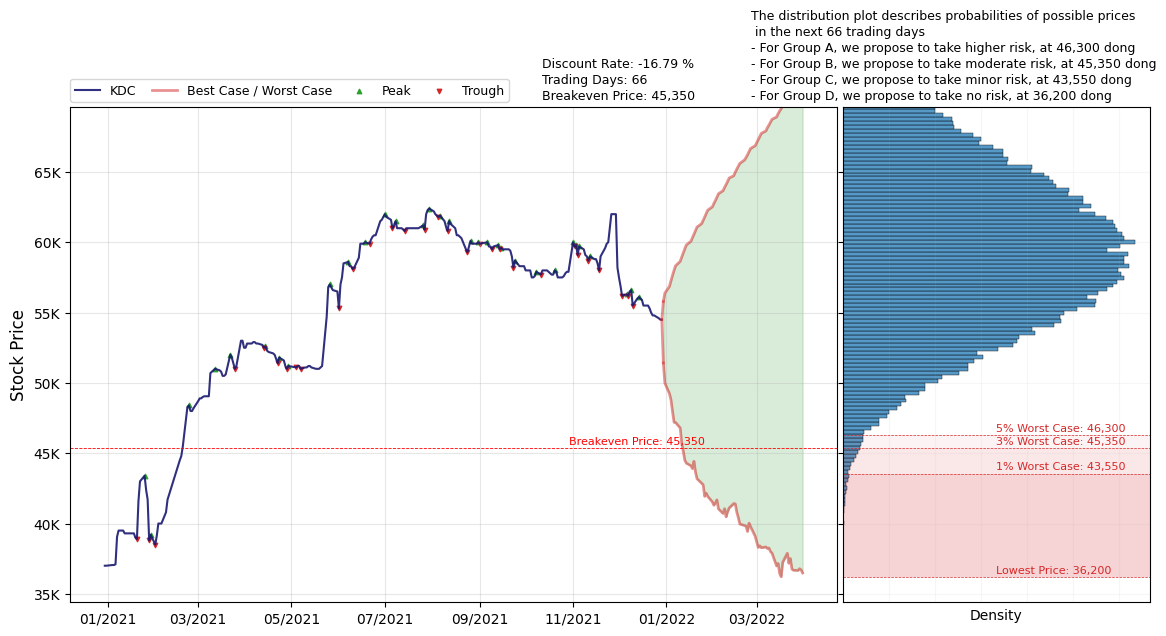 The distribution plot describes probabilities of possible prices
in the next 66 trading days
- For Group A, we propose to take higher risk, at 46,300 dong
- For Group B, we propose to take moderate risk, at 45,350 dong
- For Group C, we propose to take minor risk, at 43,550 dong
- For Group D, we propose to take no risk, at 36,200 dong
Discount Rate: -16.79 %
Trading Days: 66
Breakeven Price: 45,350
KDC
Best Case / Worst Case
Peak
Trough
Stock Price
65K
60K
55K
50K
45K
40K
35K
Breakeven Price: 45,350
01/2021
03/2021
05/2021
07/2021
09/2021
11/2021
01/2022
03/2022
5% Worst Case: 46,300
3% Worst Case: 45,350
1% Worst Case: 43,550
Lowest Price: 36,200
Density